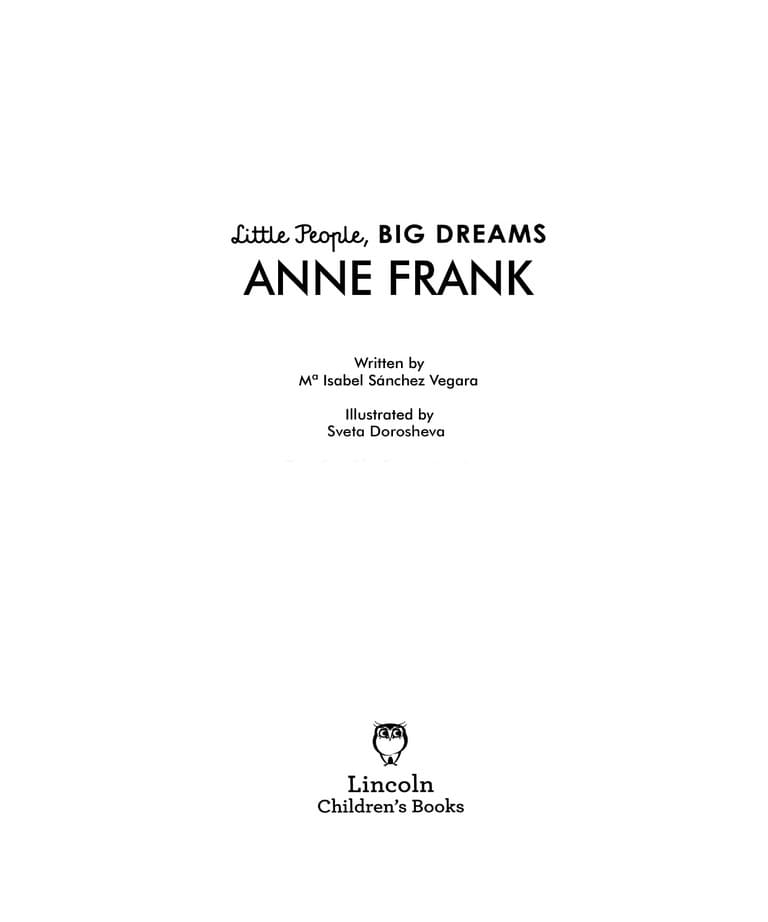 Little People, BIG DREAMS
ANNE FRANK
Written by
Mª Isabel Sánchez Vegara
Illustrated by
Sveta Dorosheva
Lincoln
Children's Books